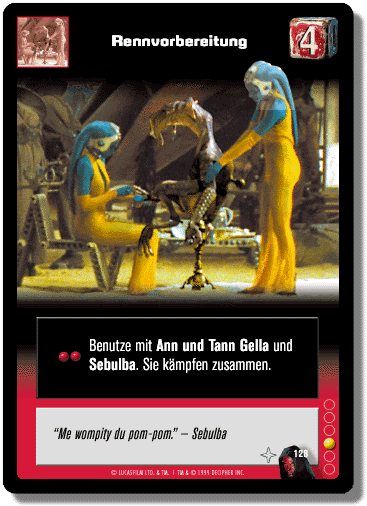 Rennvorbereitung
4
Benutze mit Ann und Tann Gella und
Sebulba. Sie kämpfen zusammen.
"Me wompity du pom-pom." – Sebulba
126
© LUCASFILM LTD. & TM. | TM & © 1999 DECIPHER INC.